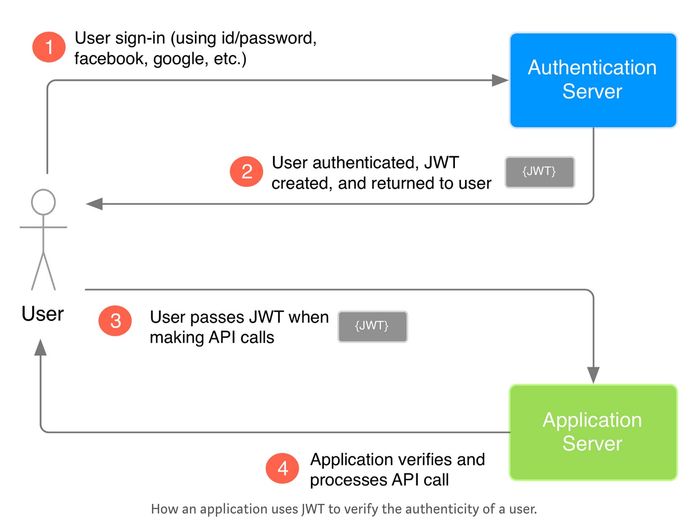 1
User sign-in (using id/password,
facebook, google, etc.)
Authentication
Server
2
User authenticated, JWT
created, and returned to user
{JWT}
User
3
User passes JWT when
making API calls
{JWT}
Application
Server
4
Application verifies and
processes API call
How an application uses JWT to verify the authenticity of a user.